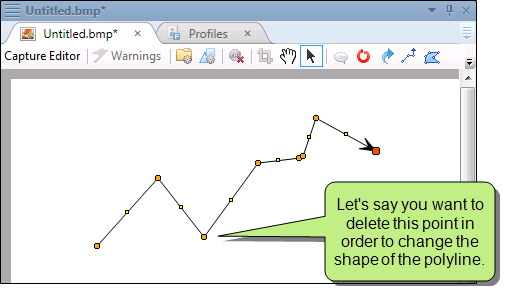 Untitled.bmp*
Untitled.bmp*
Profiles
Capture Editor
Warnings
Let's say you want to
delete this point in
order to change the
shape of the polyline.